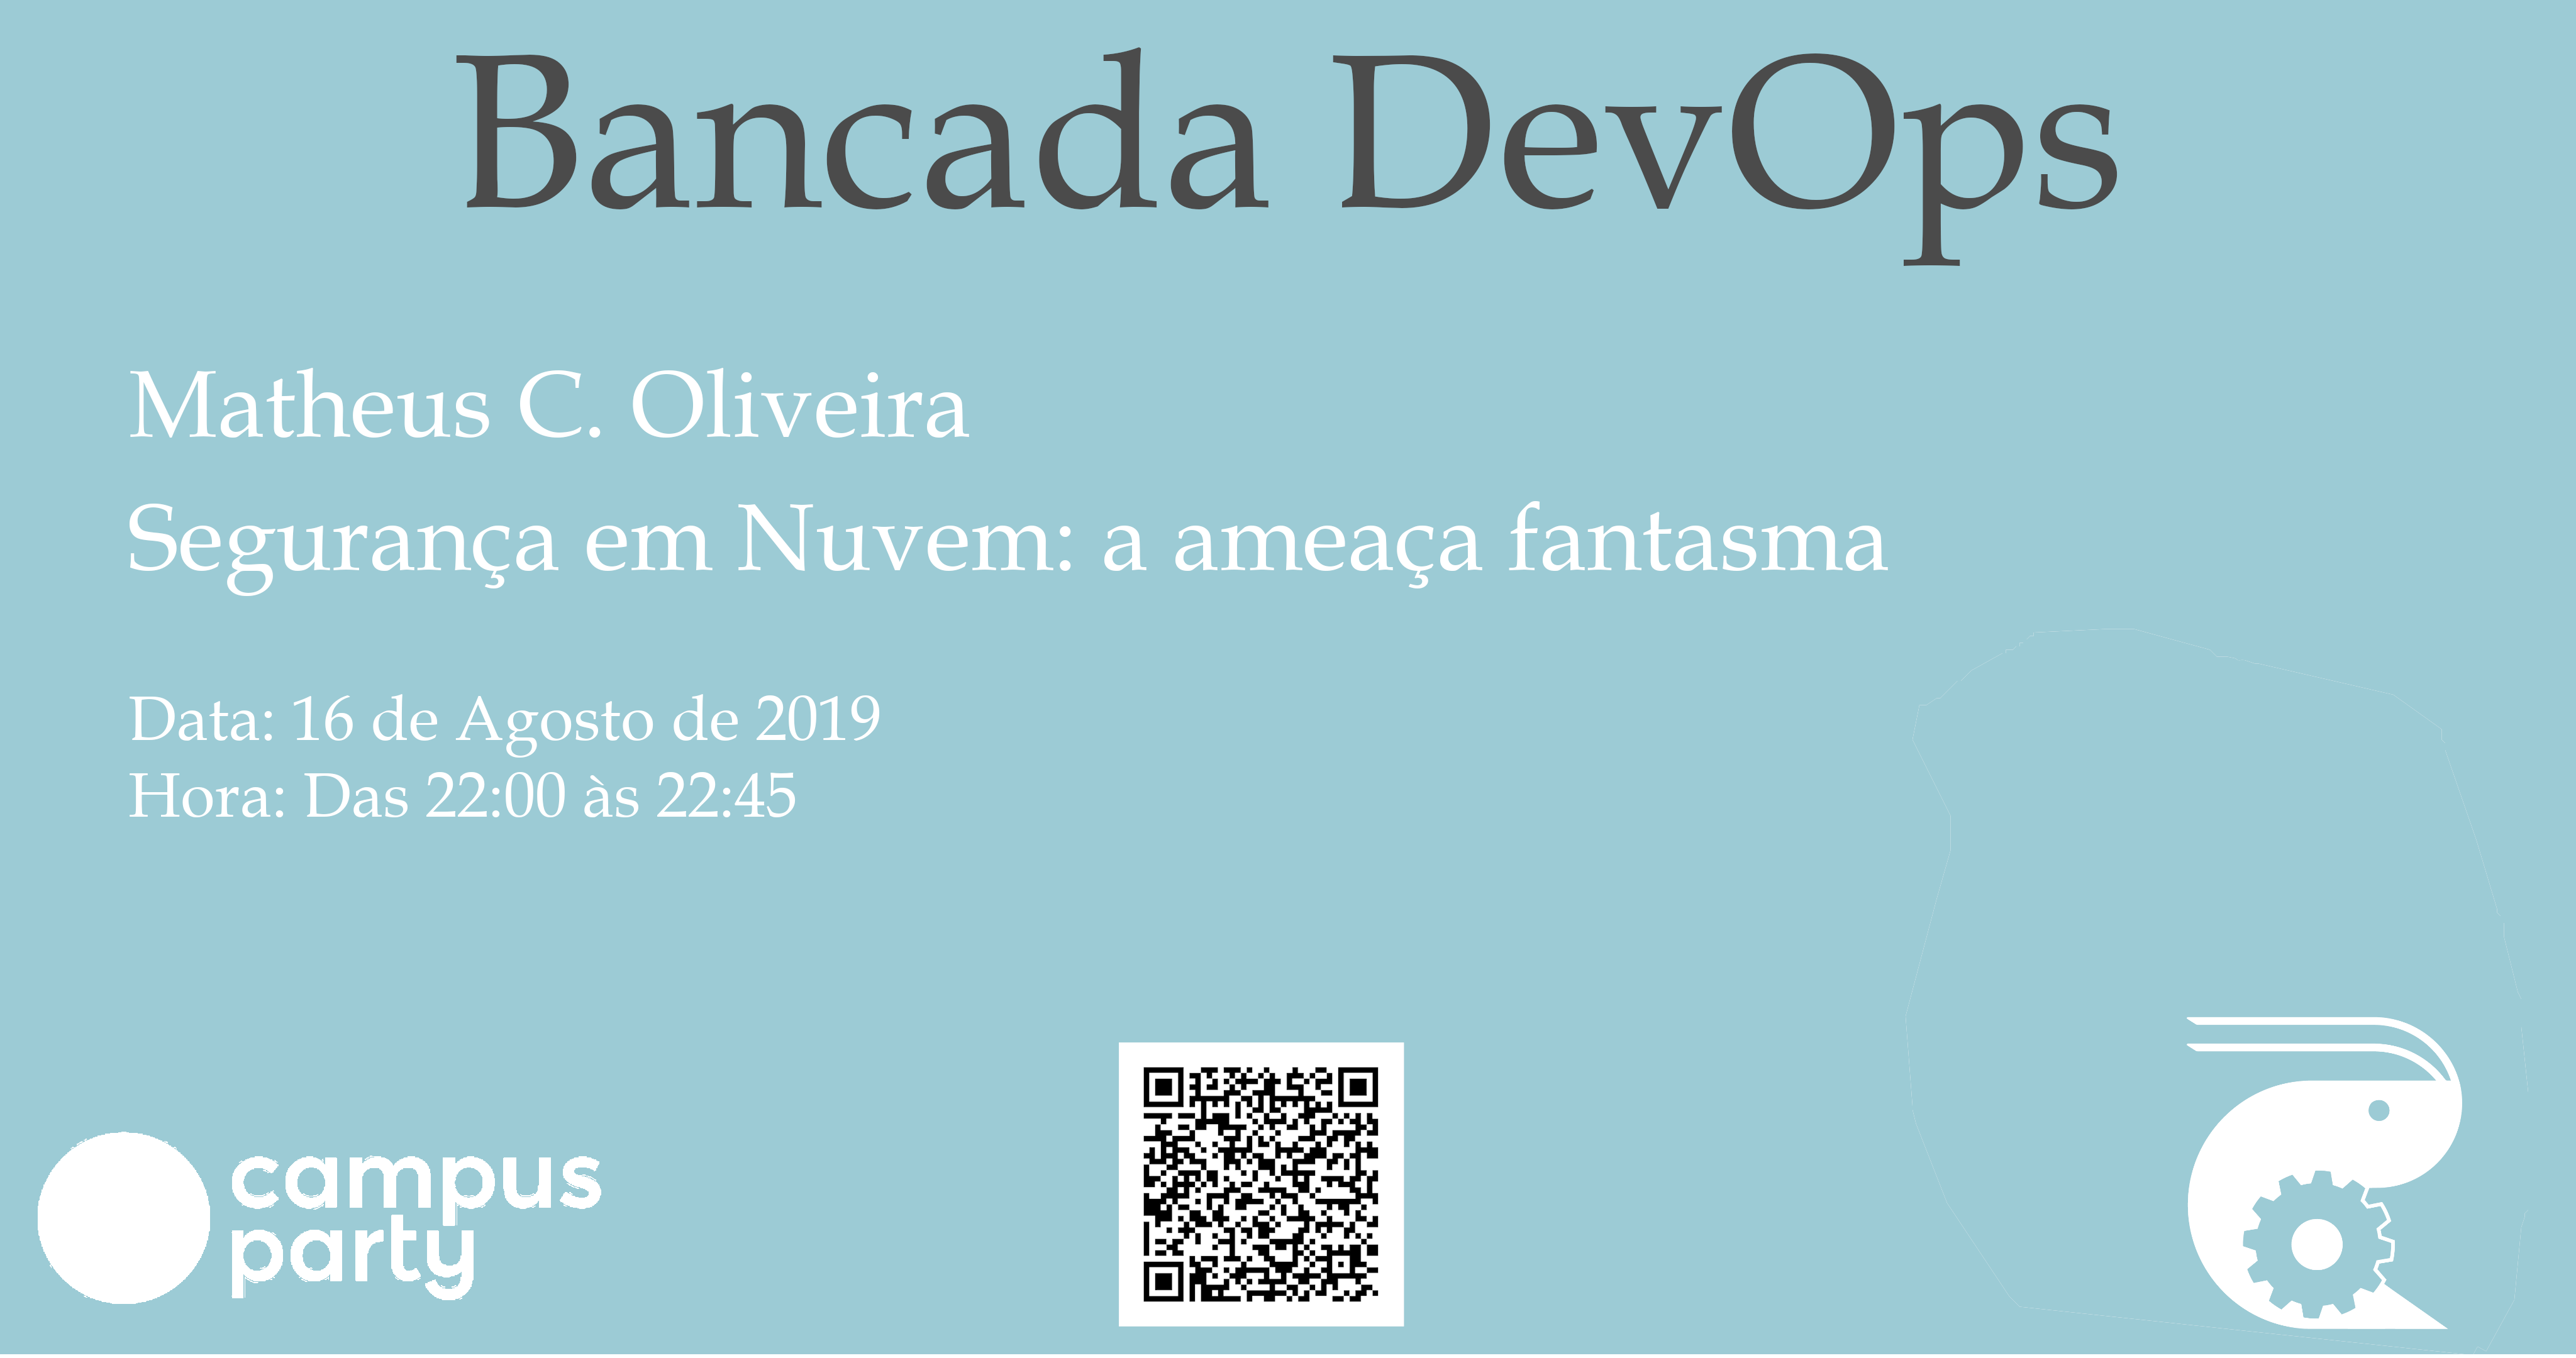 Bancada DevOps
Matheus C. Oliveira
Segurança em Nuvem: a ameaça fantasma
Data: 16 de Agosto de 2019
Hora: Das 22:00 às 22:45
campus
party